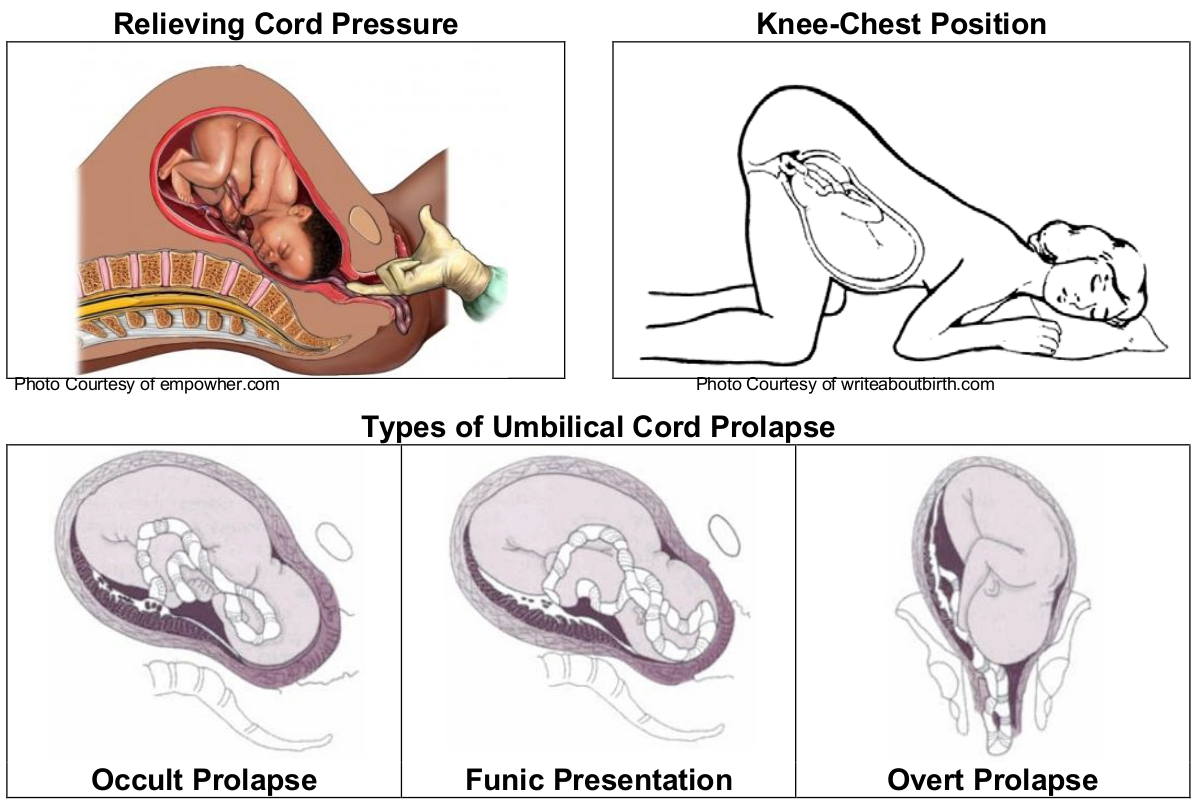 Relieving Cord Pressure
Knee-Chest Position
Photo Courtesy of empowher.com
Photo Courtesy of writeaboutbirth.com
Types of Umbilical Cord Prolapse
Occult Prolapse
Funic Presentation
Overt Prolapse